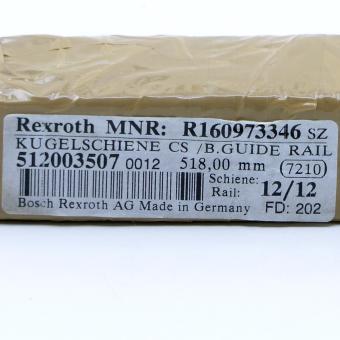 Rexroth MNR: R160973346 SZ
KUGELSCHIENE CS /B.GUIDE RAIL
512003507 0012 518,00 mm 7210
Schiene:
Rail: 12/12
Bosch Rexroth AG Made in Germany FD: 202